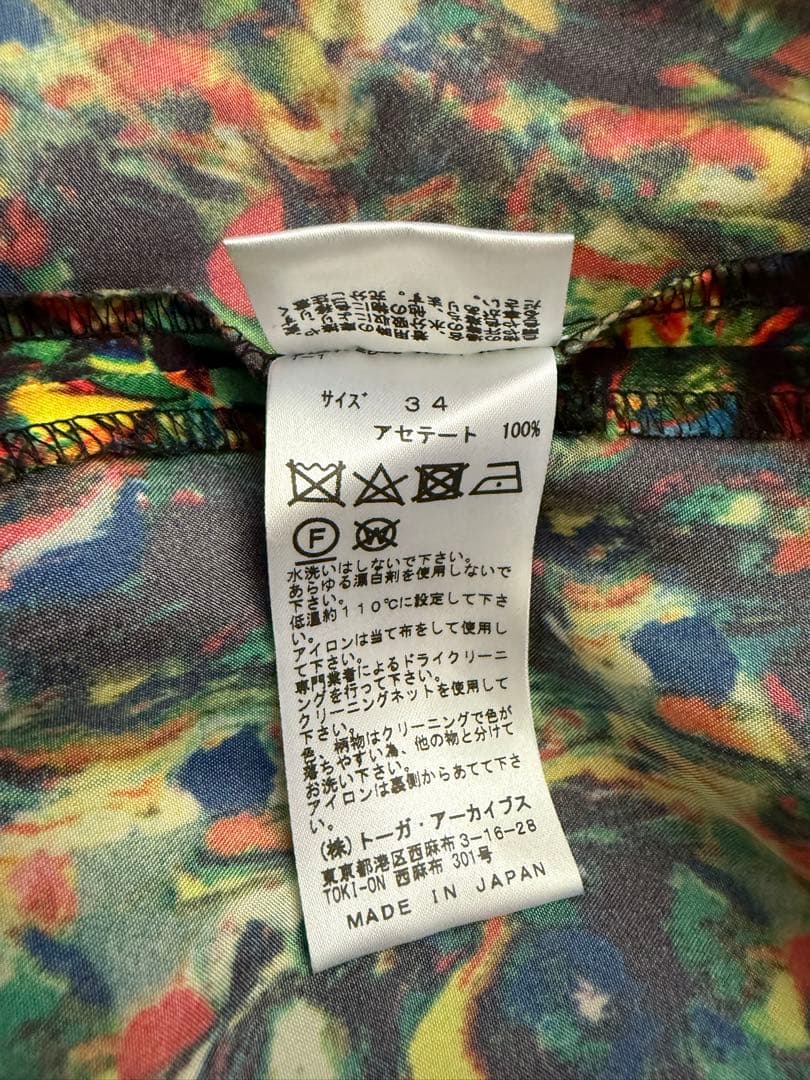 サイズ 34
アセテート 100%
F
W
水洗いはしないで下さい。
あらゆる漂白剤を使用しないで
下さい。
低温約110℃に設定して下さ
い。
アイロンは当て布をして使用し
て下さい。
専門業者によるドライクリーニ
ングを行って下さい。
クリーニングネットを使用して
下さい。
色、柄物はクリーニングで色が
落ちやすい為、他の物と分けて
お洗い下さい。
アイロンは裏側からあてて下さ
い。
(株)トーガ・アーカイブス
東京都港区西麻布3-16-28
TOKI-ON 西麻布 301号
MADE IN JAPAN